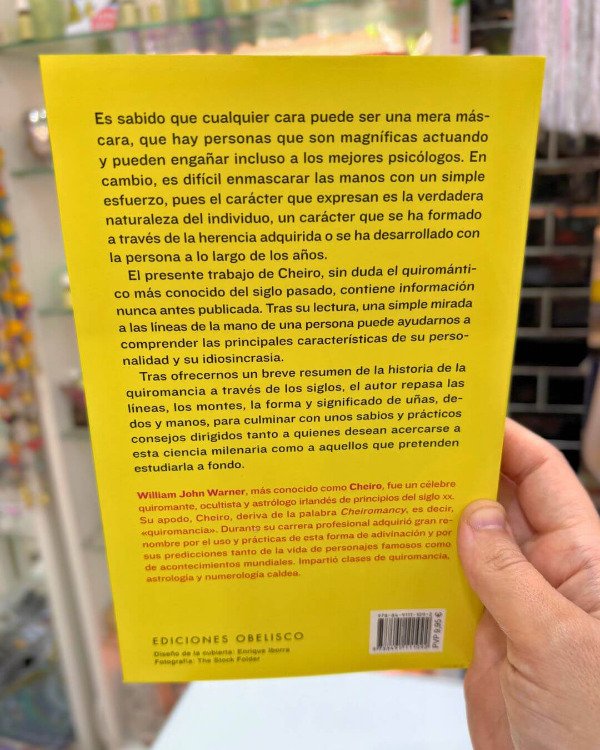 Es sabido que cualquier cara puede ser una mera más-
cara, que hay personas que son magníficas actuando
y pueden engañar incluso a los mejores psicólogos. En
cambio, es difícil enmascarar las manos con un simple
esfuerzo, pues el carácter que expresan es la verdadera
naturaleza del individuo, un carácter que se ha formado
a través de la herencia adquirida o se ha desarrollado con
la persona a lo largo de los años.
El presente trabajo de Cheiro, sin duda el quirománti-
co más conocido del siglo pasado, contiene información
nunca antes publicada. Tras su lectura, una simple mirada
a las líneas de la mano de una persona puede ayudarnos a
comprender las principales características de su perso-
nalidad y su idiosincrasia.
Tras ofrecernos un breve resumen de la historia de la
quiromancia a través de los siglos, el autor repasa las
líneas, los montes, la forma y significado de uñas, de-
dos y manos, para culminar con unos sabios y prácticos
consejos dirigidos tanto a quienes desean acercarse a
esta ciencia milenaria como a aquellos que pretenden
estudiarla a fondo.
William John Warner, más conocido como Cheiro, fue un célebre
quiromante, ocultista y astrólogo irlandés de principios del siglo XX.
Su apodo, Cheiro, deriva de la palabra Cheiromancy, es decir,
«quiromancia». Durante su carrera profesional adquirió gran re-
nombre por el uso y prácticas de esta forma de adivinación y por
sus predicciones tanto de la vida de personajes famosos como
de acontecimientos mundiales. Impartió clases de quiromancia,
astrología y numerología caldea.
EDICIONES OBELISCO
Diseño de la cubierta: Enrique Iborra
Fotografía: The Stock Folder
PVP 9,95 €